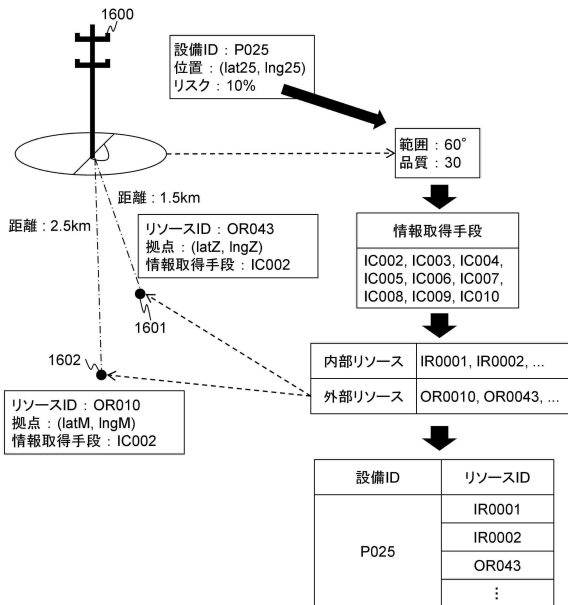 1600
設備ID：P025
位置：(lat25, lng25)
リスク：10%
範囲：60°
品質：30
距離：1.5km
距離：2.5km
リソースID：OR043
拠点：(latZ, lngZ)
情報取得手段：IC002
1601
情報取得手段
IC002, IC003, IC004,
IC005, IC006, IC007,
IC008, IC009, IC010
1602
リソースID：OR010
拠点：(latM, lngM)
情報取得手段：IC002
内部リソース IR0001, IR0002, ...
外部リソース OR0010, OR0043, ...
設備ID リソースID
P025
IR0001
IR0002
OR043
⋮